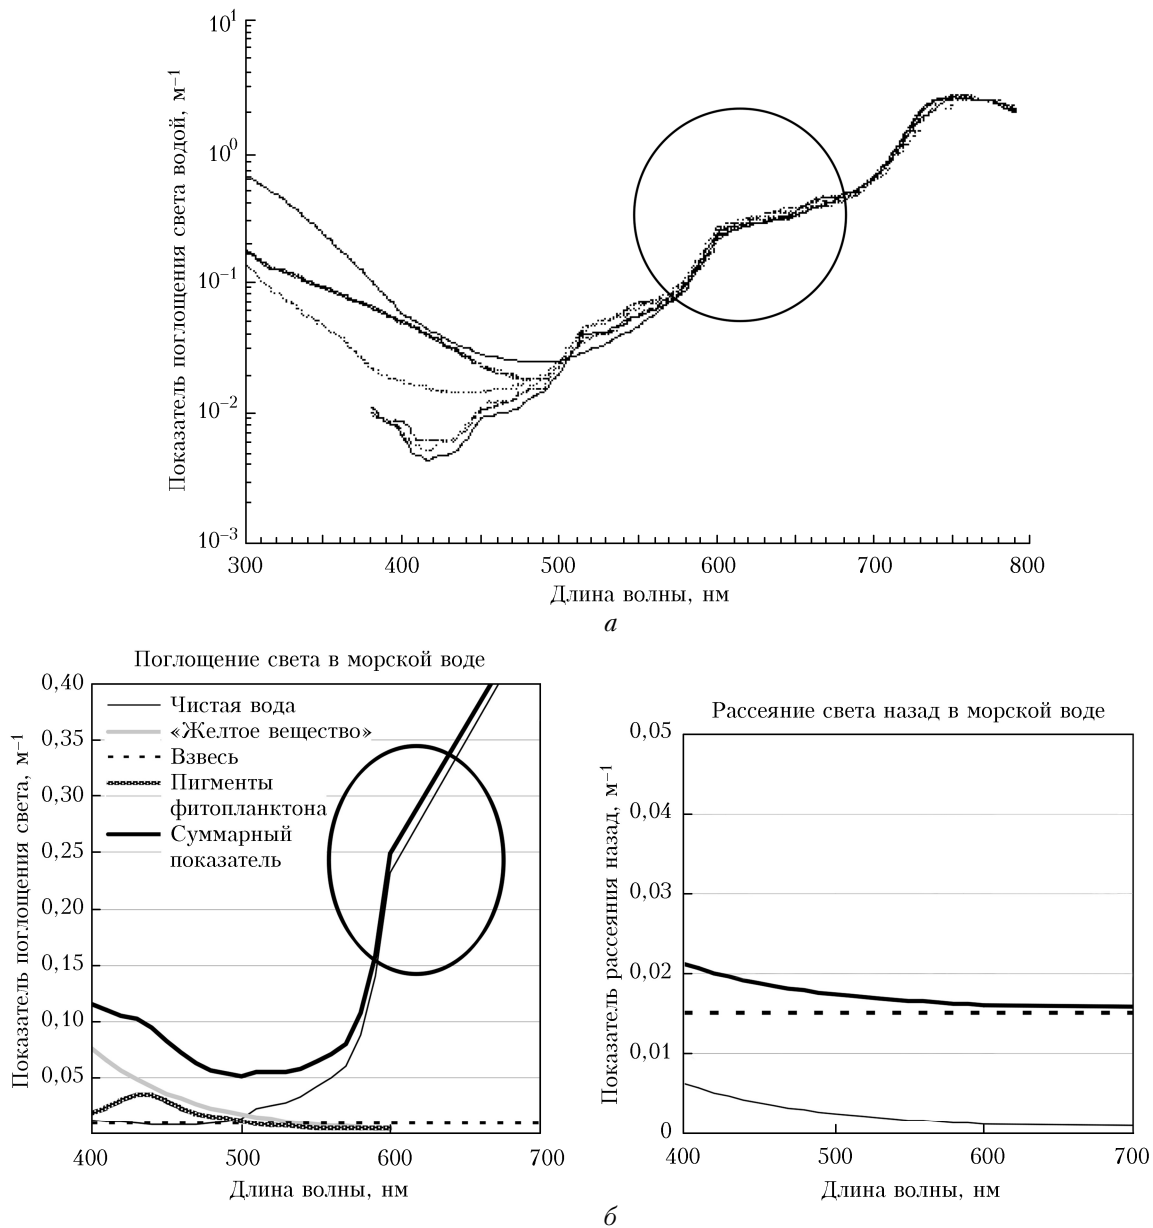 10¹
10⁰
10⁻¹
10⁻²
10⁻³
Показатель поглощения света водой, м⁻¹
300 400 500 600 700 800
Длина волны, нм
а
Поглощение света в морской воде
0,40
0,35
0,30
0,25
0,20
0,15
0,10
0,05
Показатель поглощения света, м⁻¹
Чистая вода
«Желтое вещество»
Взвесь
Пигменты
фитопланктона
Суммарный
показатель
400 500 600 700
Длина волны, нм
Рассеяние света назад в морской воде
0,05
0,04
0,03
0,02
0,01
0
Показатель рассеяния назад, м⁻¹
400 500 600 700
Длина волны, нм
б